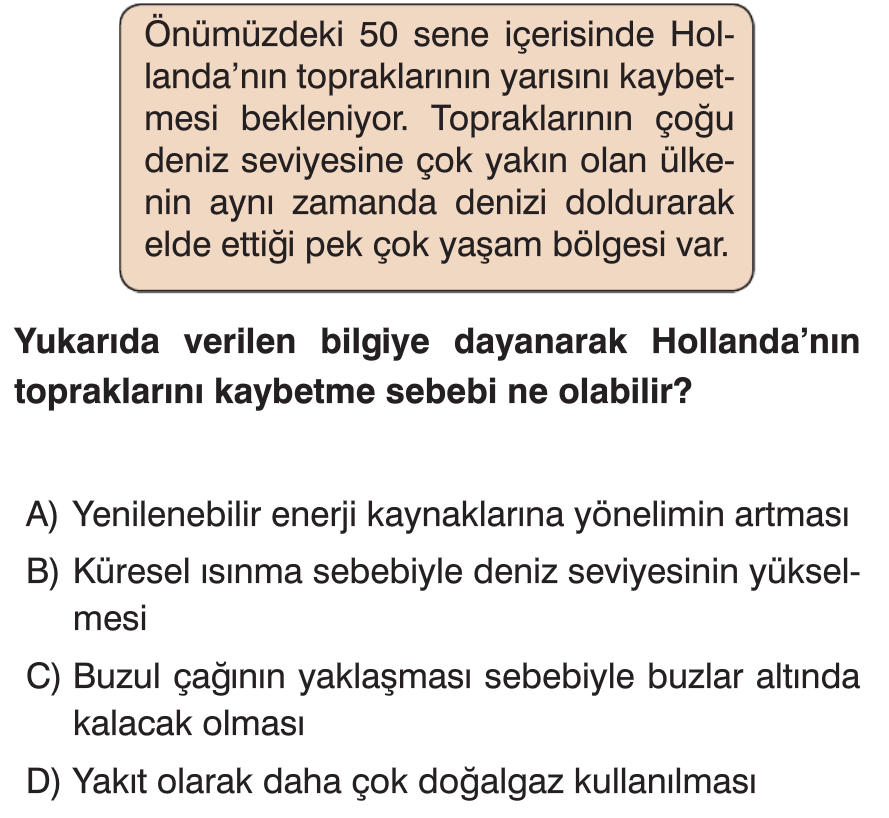 Önümüzdeki 50 sene içerisinde Hol-
landa’nın topraklarının yarısını kaybet-
mesi bekleniyor. Topraklarının çoğu
deniz seviyesine çok yakın olan ülke-
nin aynı zamanda denizi doldurarak
elde ettiği pek çok yaşam bölgesi var.
Yukarıda verilen bilgiye dayanarak Hollanda’nın
topraklarını kaybetme sebebi ne olabilir?
A) Yenilenebilir enerji kaynaklarına yönelimin artması
B) Küresel ısınma sebebiyle deniz seviyesinin yüksel-
mesi
C) Buzul çağının yaklaşması sebebiyle buzlar altında
kalacak olması
D) Yakıt olarak daha çok doğalgaz kullanılması